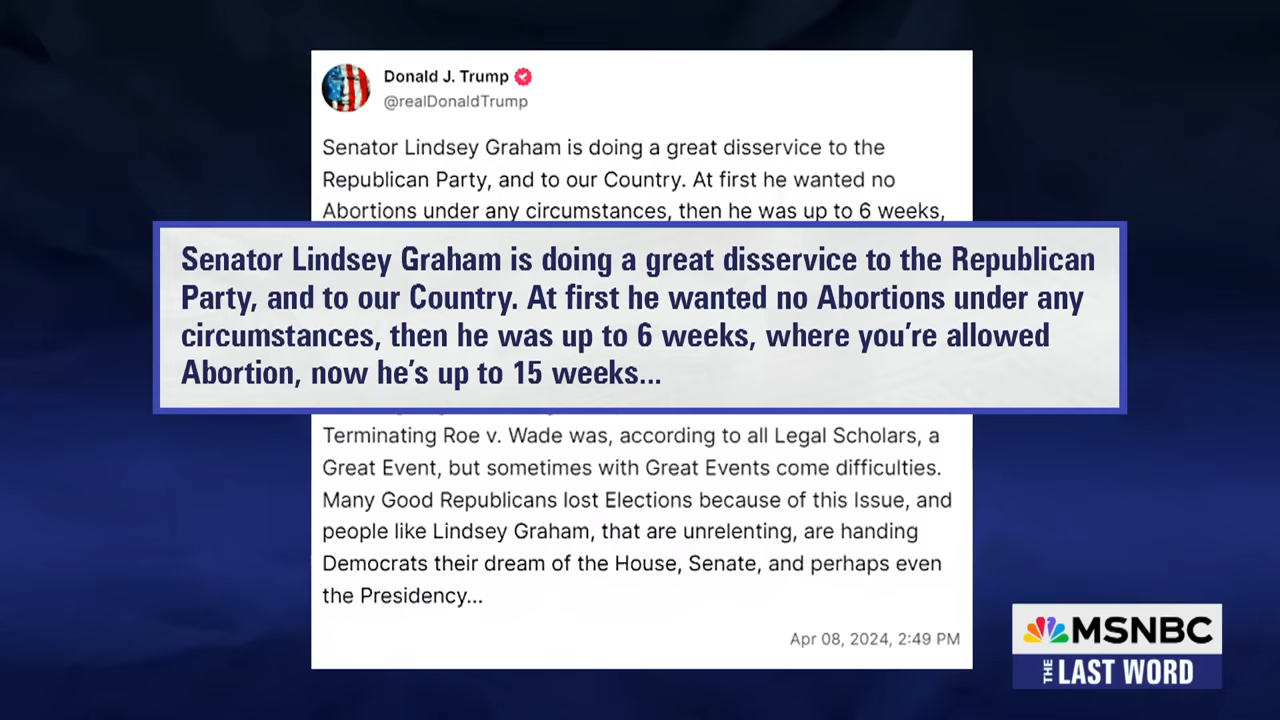 Donald J. Trump
@realDonaldTrump
Senator Lindsey Graham is doing a great disservice to the
Republican Party, and to our Country. At first he wanted no
Abortions under any circumstances, then he was up to 6 weeks,
Senator Lindsey Graham is doing a great disservice to the Republican
Party, and to our Country. At first he wanted no Abortions under any
circumstances, then he was up to 6 weeks, where you're allowed
Abortion, now he's up to 15 weeks...
Terminating Roe v. Wade was, according to all Legal Scholars, a
Great Event, but sometimes with Great Events come difficulties.
Many Good Republicans lost Elections because of this Issue, and
people like Lindsey Graham, that are unrelenting, are handing
Democrats their dream of the House, Senate, and perhaps even
the Presidency...
Apr 08, 2024, 2:49 PM
MSNBC
THE LAST WORD